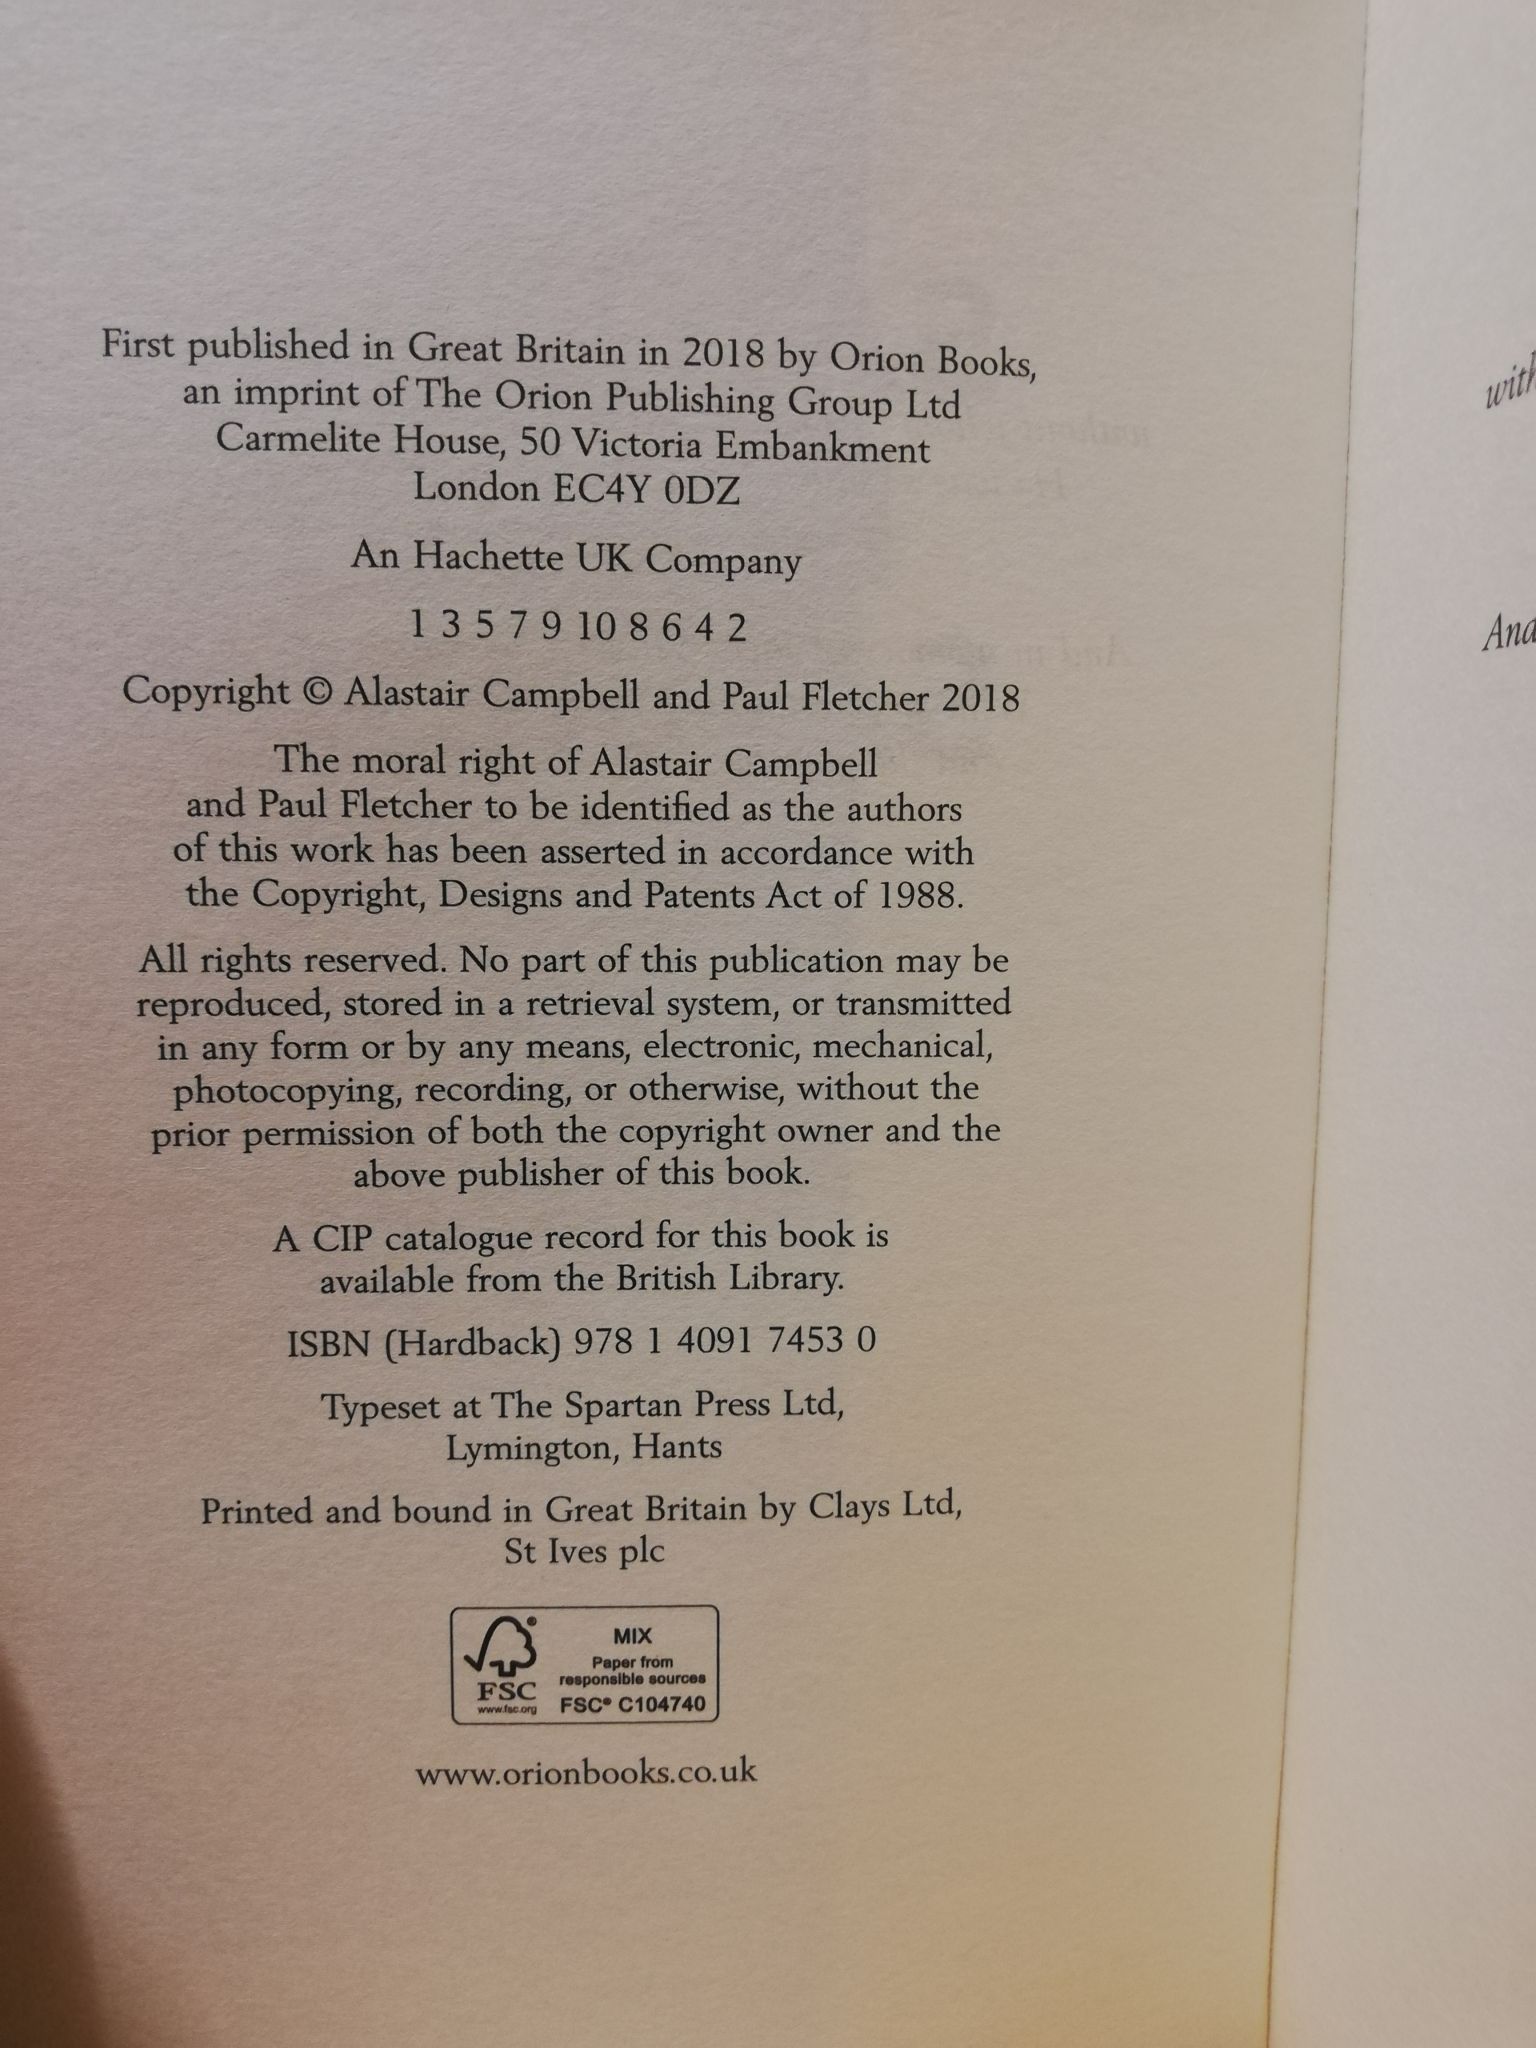 First published in Great Britain in 2018 by Orion Books,
an imprint of The Orion Publishing Group Ltd
Carmelite House, 50 Victoria Embankment
London EC4Y 0DZ
An Hachette UK Company
1 3 5 7 9 10 8 6 4 2
Copyright © Alastair Campbell and Paul Fletcher 2018
The moral right of Alastair Campbell
and Paul Fletcher to be identified as the authors
of this work has been asserted in accordance with
the Copyright, Designs and Patents Act of 1988.
All rights reserved. No part of this publication may be
reproduced, stored in a retrieval system, or transmitted
in any form or by any means, electronic, mechanical,
photocopying, recording, or otherwise, without the
prior permission of both the copyright owner and the
above publisher of this book.
A CIP catalogue record for this book is
available from the British Library.
ISBN (Hardback) 978 1 4091 7453 0
Typeset at The Spartan Press Ltd,
Lymington, Hants
Printed and bound in Great Britain by Clays Ltd,
St Ives plc
FSC
www.fsc.org
MIX
Paper from
responsible sources
FSC® C104740
www.orionbooks.co.uk
And